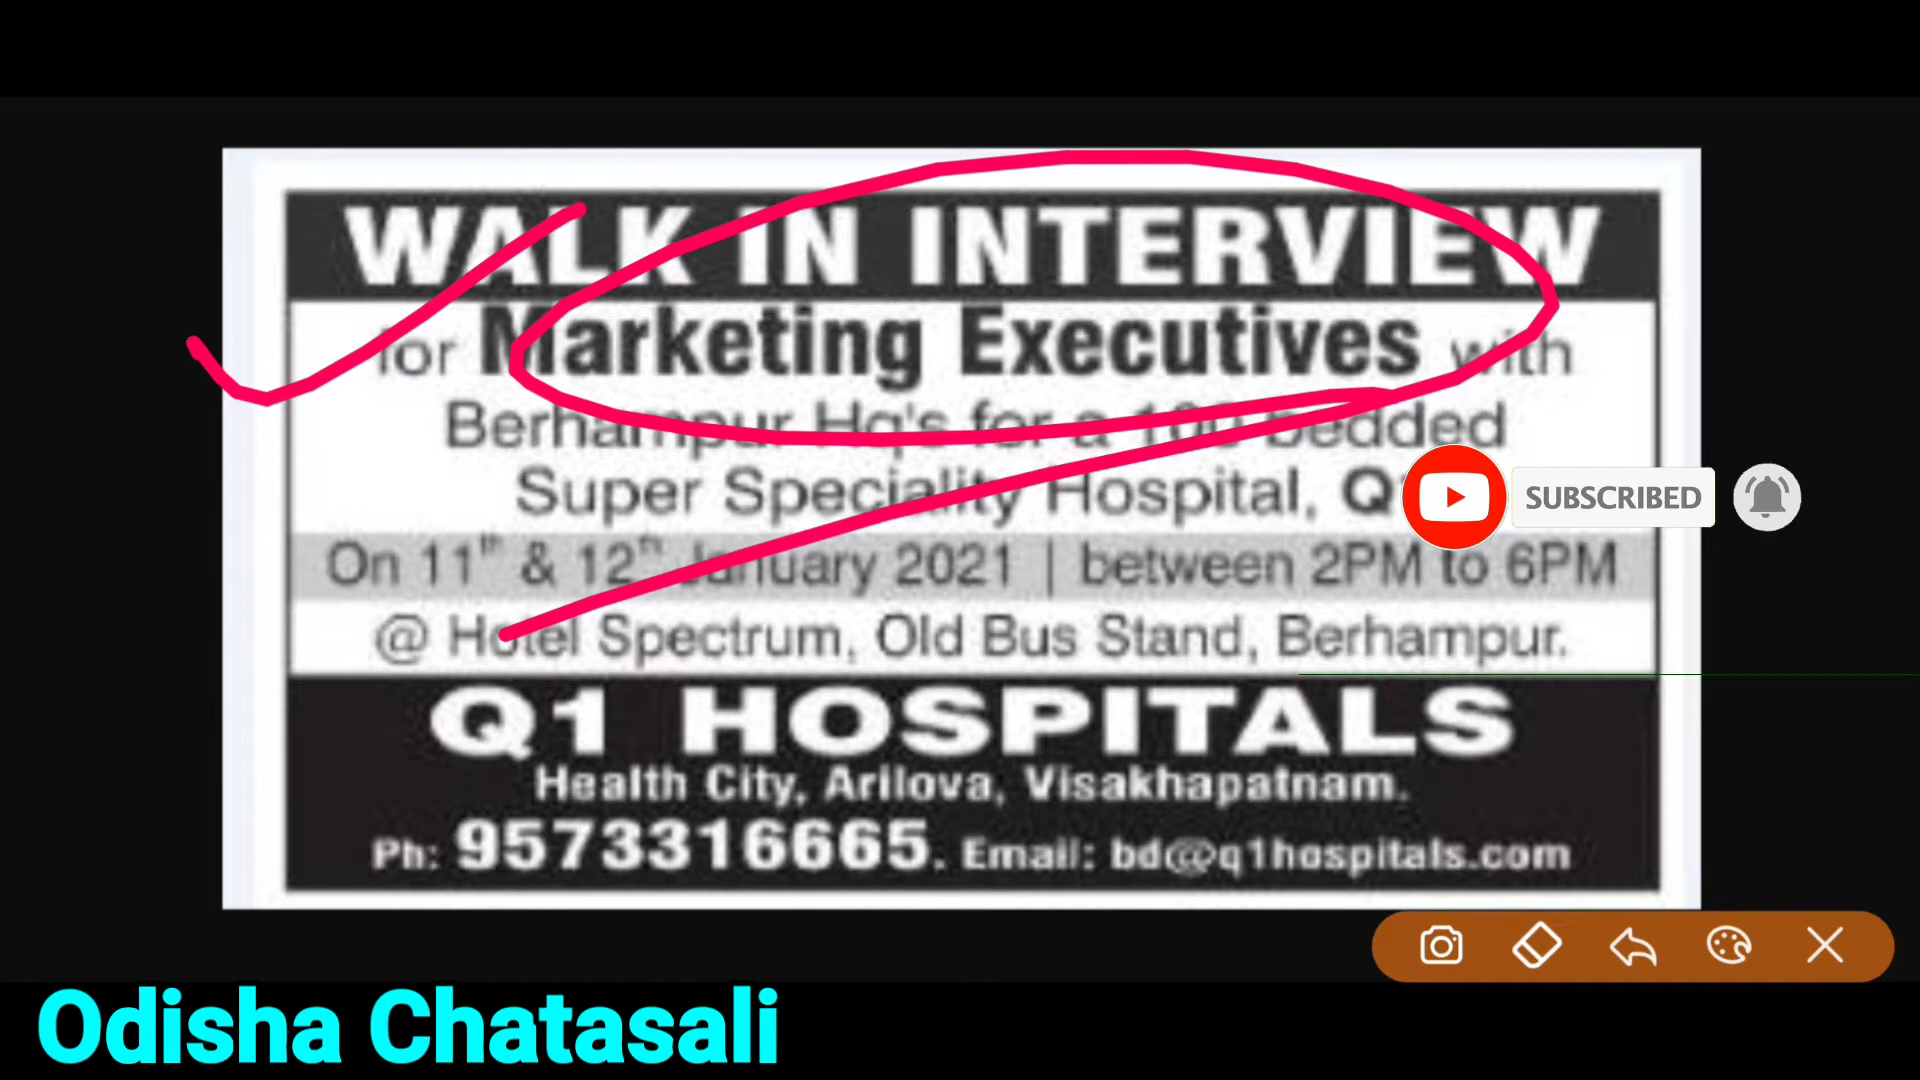 WALK IN INTERVIEW
for Marketing Executives with
Berhampur Hq's for a 100 bedded
Super Speciality Hospital, Q1
SUBSCRIBED
On 11th & 12th January 2021 | between 2PM to 6PM
@ Hotel Spectrum, Old Bus Stand, Berhampur.
Q1 HOSPITALS
Health City, Arilova, Visakhapatnam.
Ph: 9573316665. Email: bd@q1hospitals.com
Odisha Chatasali